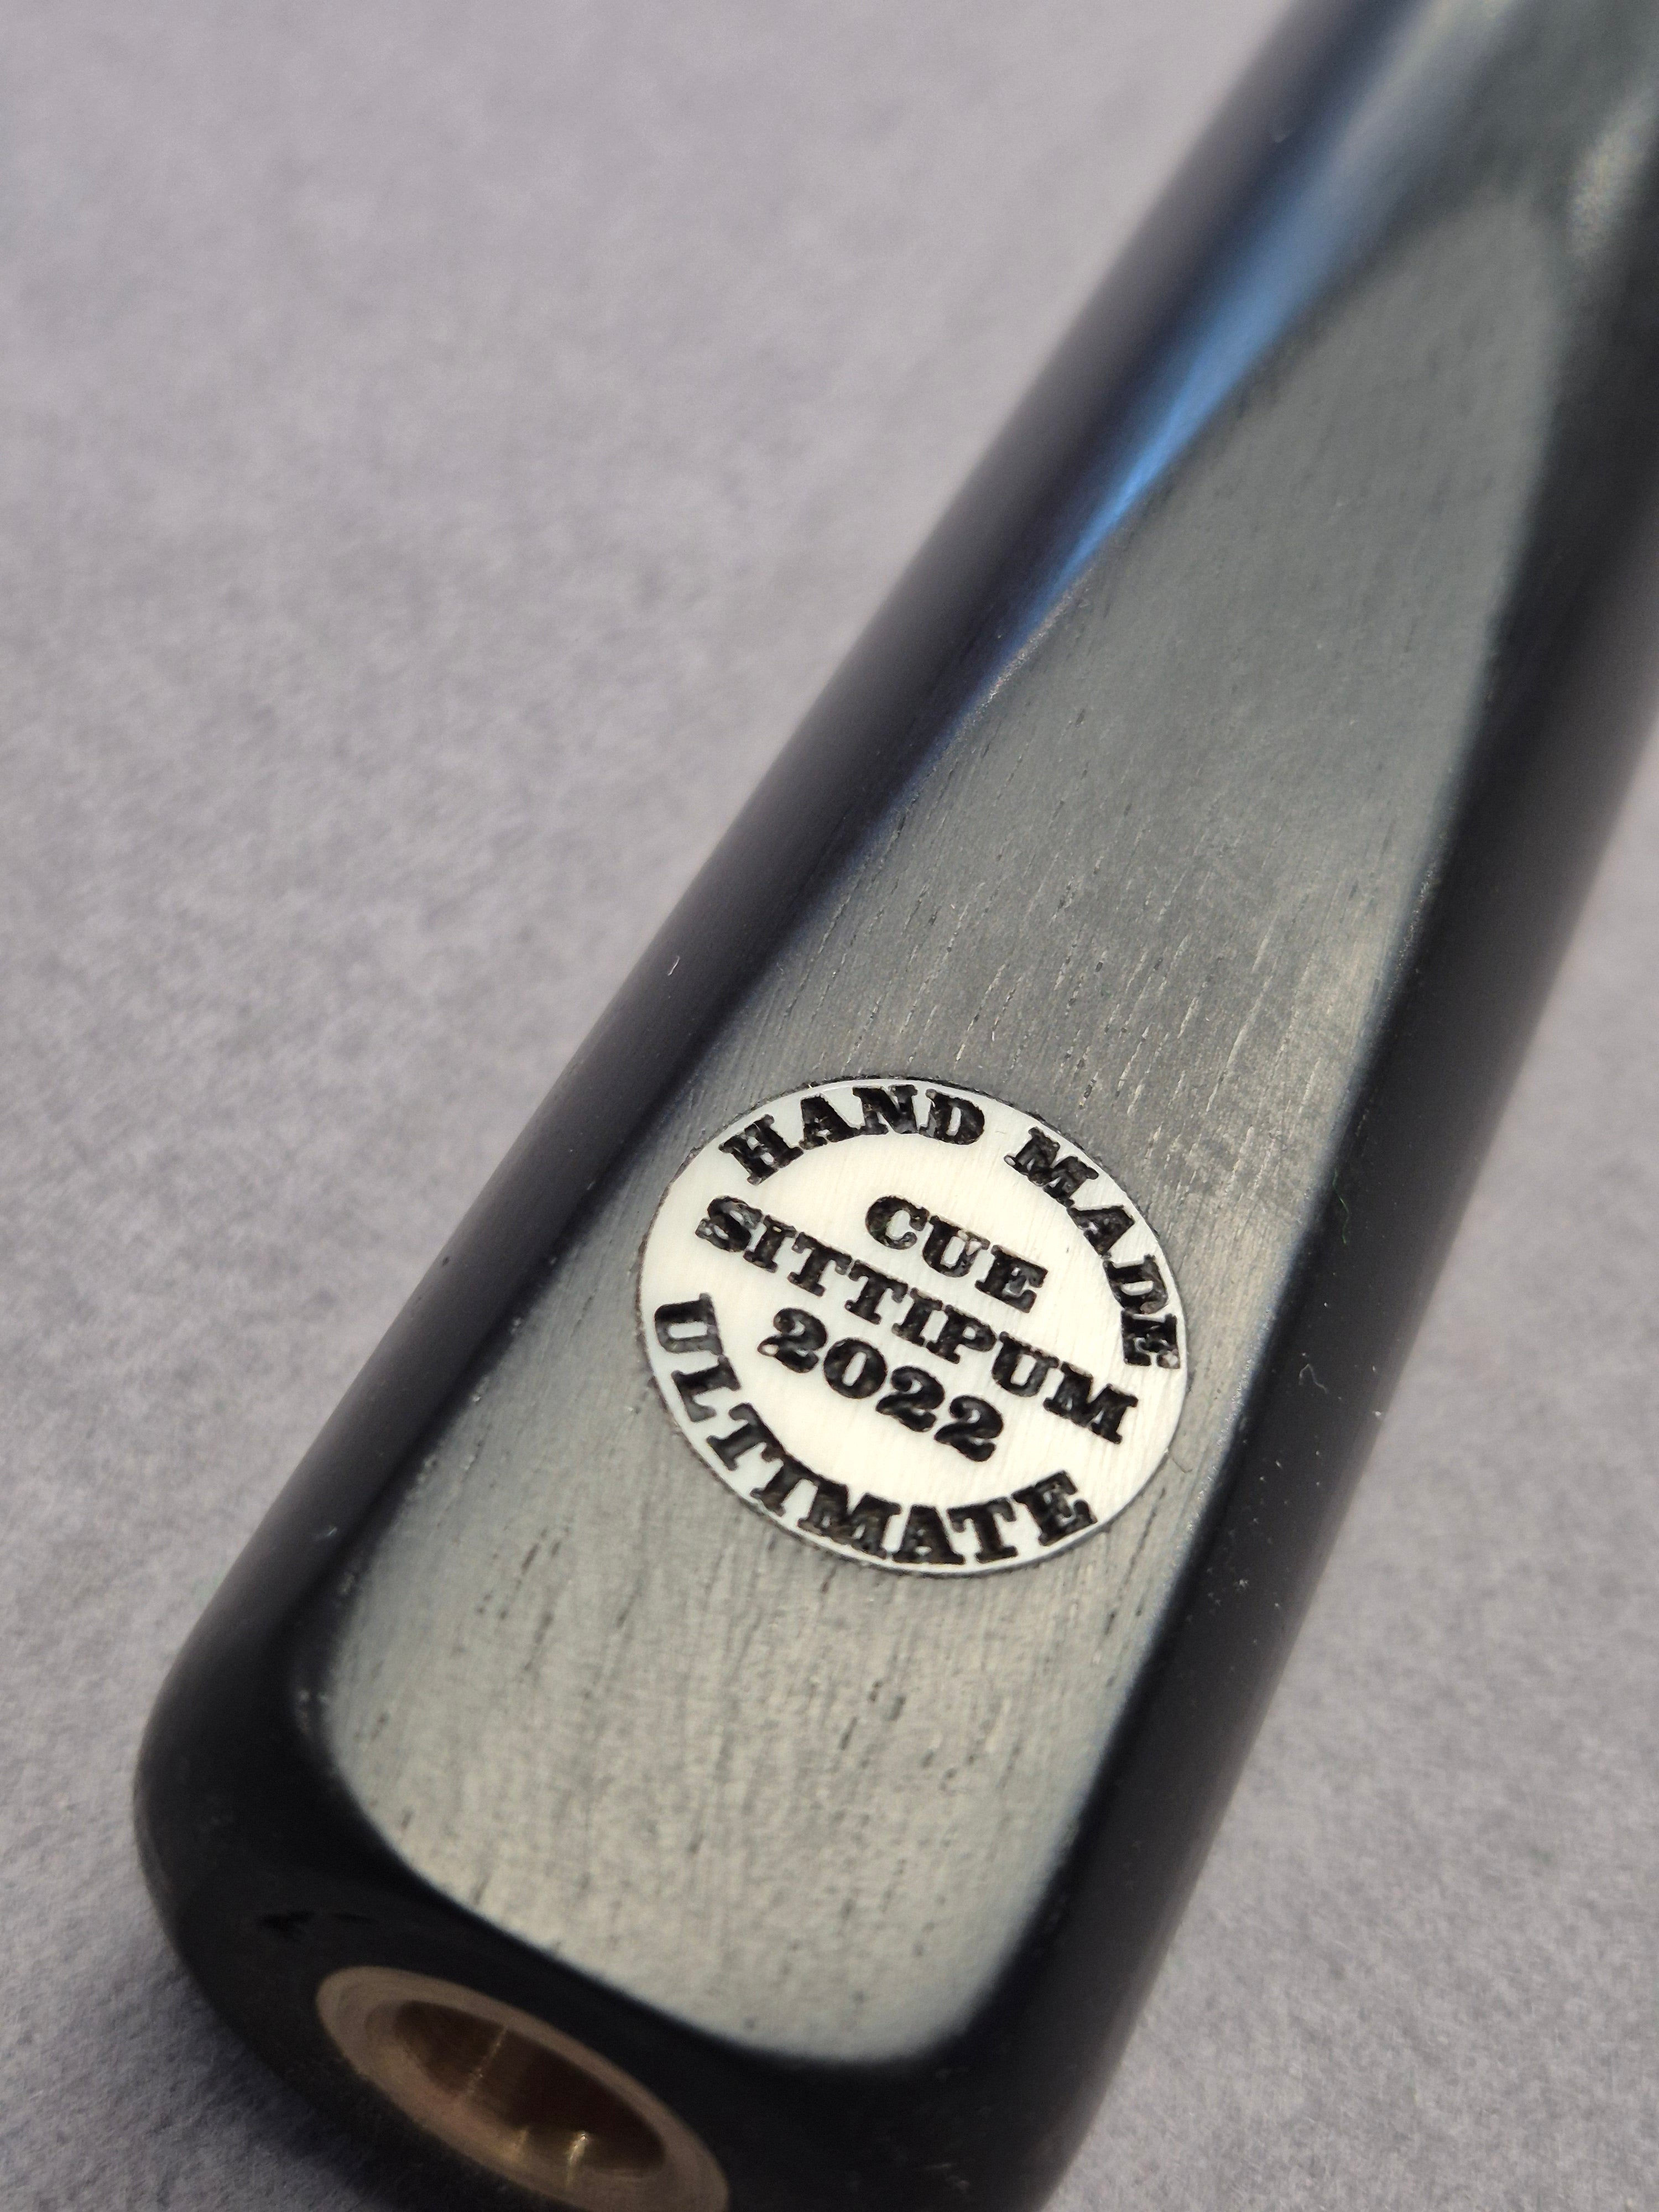 HAND MADE
CUE
SITTIPUM
2022
ULTIMATE